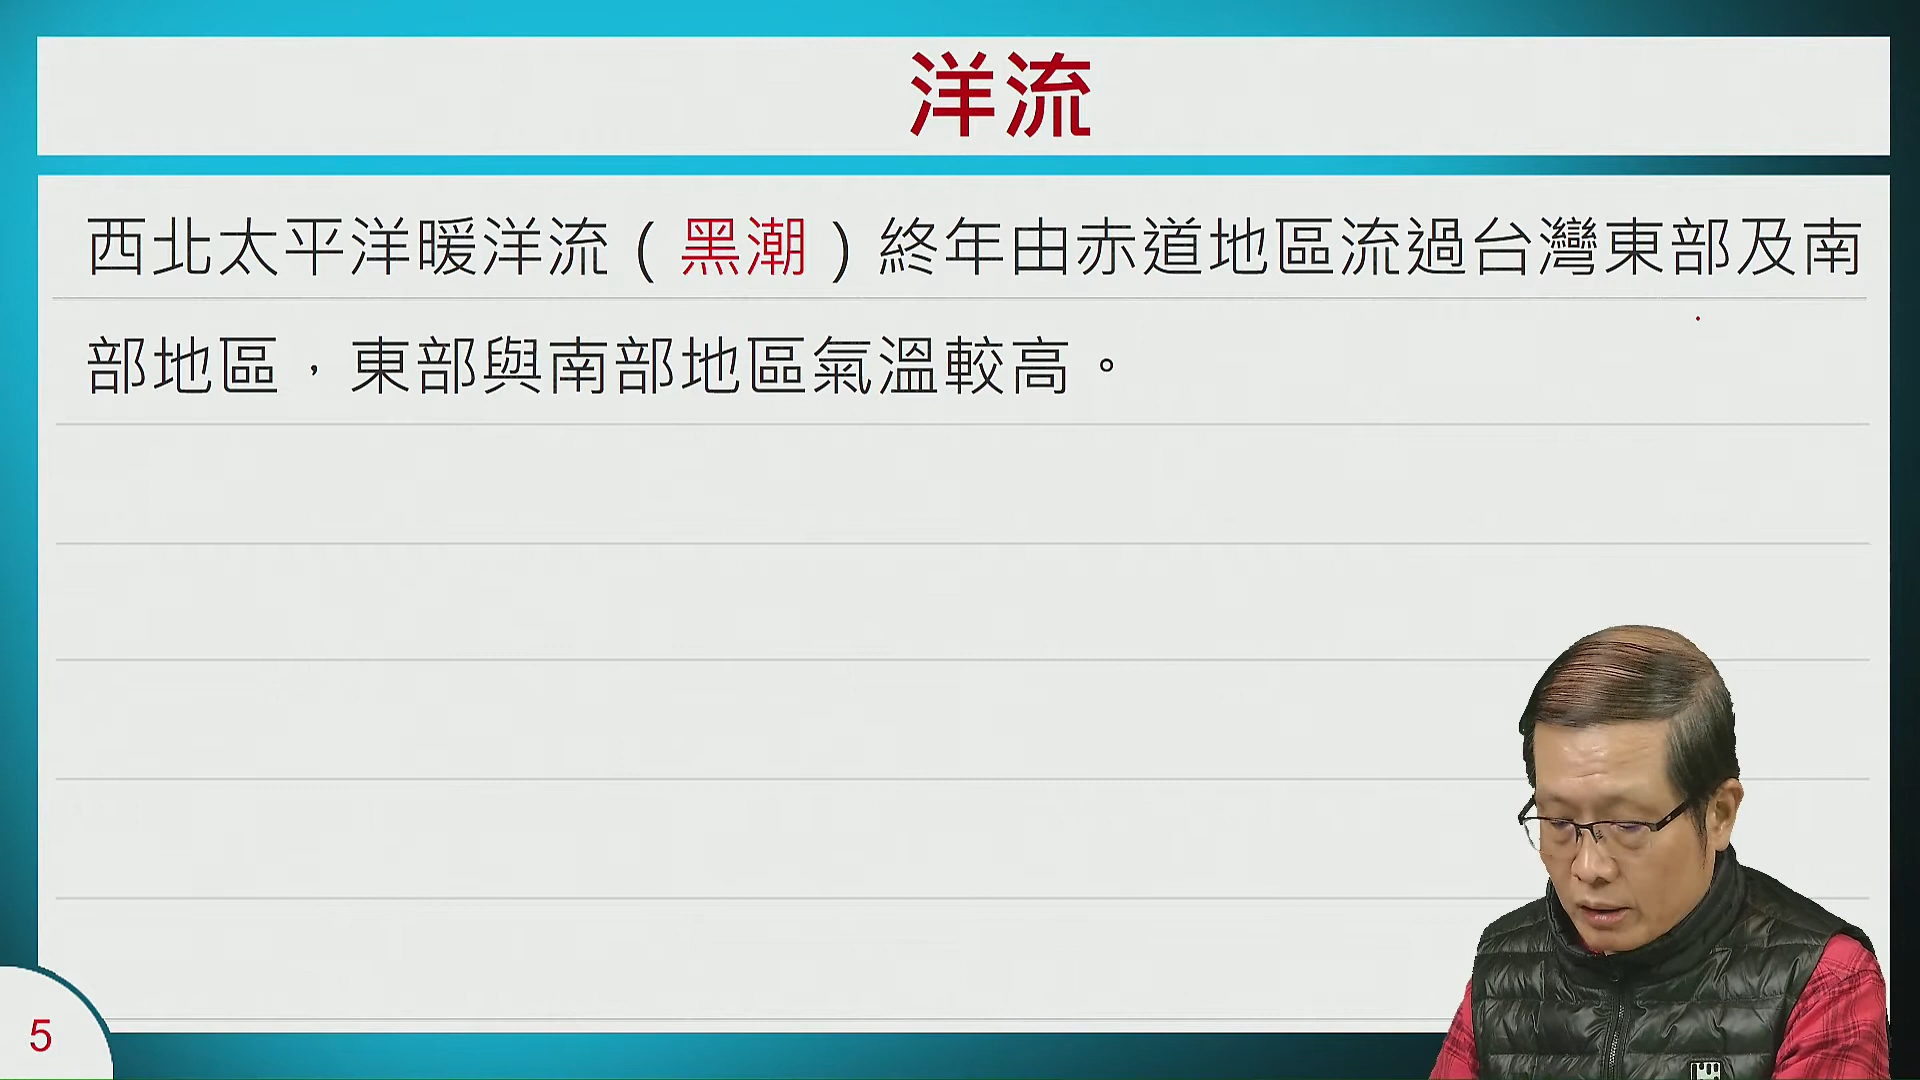 洋流
西北太平洋暖洋流（黑潮）終年由赤道地區流過台灣東部及南
部地區，東部與南部地區氣溫較高。
5